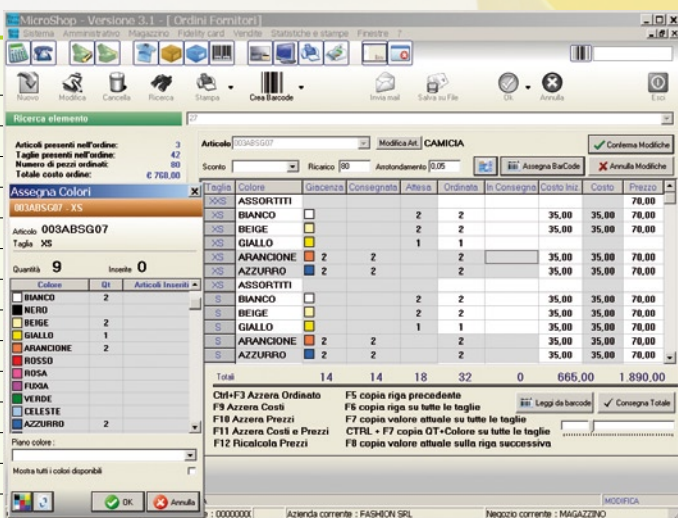 MicroShop - Versione 3.1 - [ Ordini Fornitori]
Sistema Amministrativo Magazzino Fidelity card Vendite Statistiche e stampe Finestre ?
Nuovo Modifica Cancella Ricerca Stampa Crea Barcode Invia mail Salva su File Ok Annulla Esci
Ricerca elemento 27
Articoli presenti nell'ordine: 3
Taglie presenti nell'ordine: 42
Numero di pezzi ordinati: 80
Totale costo ordine: € 760,00
Articolo 003ABSG07 Modifica Art. CAMICIA Conferma Modifiche
Sconto Ricarico 80 Arrotondamento 0.05 Assegna BarCode Annulla Modifiche
Assegna Colori
003ABSG07 - XS
Articolo 003ABSG07
Taglia XS
Quantità 9 Inserite 0
Colore Qt Articoli Inseriti
BIANCO 2
NERO
BEIGE 2
GIALLO 1
ARANCIONE 2
ROSSO
ROSA
FUXIA
VERDE
CELESTE
AZZURRO 2
Piano colore :
Mostra tutti i colori disponibili
OK Annulla
Taglia Colore Giacenza Consegnata Attesa Ordinata In Consegna Costo Iniz. Costo Prezzo
XXS ASSORTITI 70,00
XS BIANCO 2 2 35,00 35,00 70,00
XS BEIGE 2 2 35,00 35,00 70,00
XS GIALLO 1 1
XS ARANCIONE 2 2 2 35,00 35,00 70,00
XS AZZURRO 2 2 2 35,00 35,00 70,00
XS ASSORTITI 70,00
S BIANCO 2 2 35,00 35,00 70,00
S BEIGE 2 2 35,00 35,00 70,00
S GIALLO 1 1 35,00 35,00 70,00
S ARANCIONE 2 2 2 35,00 35,00 70,00
S AZZURRO 2 2 2 35,00 35,00 70,00
Totali 14 14 18 32 0 665,00 1.890,00
Ctrl+F3 Azzera Ordinato F5 copia riga precedente
F9 Azzera Costi F6 copia riga su tutte le taglie Leggi da barcode Consegna Totale
F10 Azzera Prezzi F7 copia valore attuale su tutte le taglie
F11 Azzera Costi e Prezzi CTRL + F7 copia QT+Colore su tutte le taglie
F12 Ricalcola Prezzi F8 copia valore attuale sulla riga successiva
MODIFICA
Azienda corrente : FASHION SRL Negozio corrente : MAGAZZINO